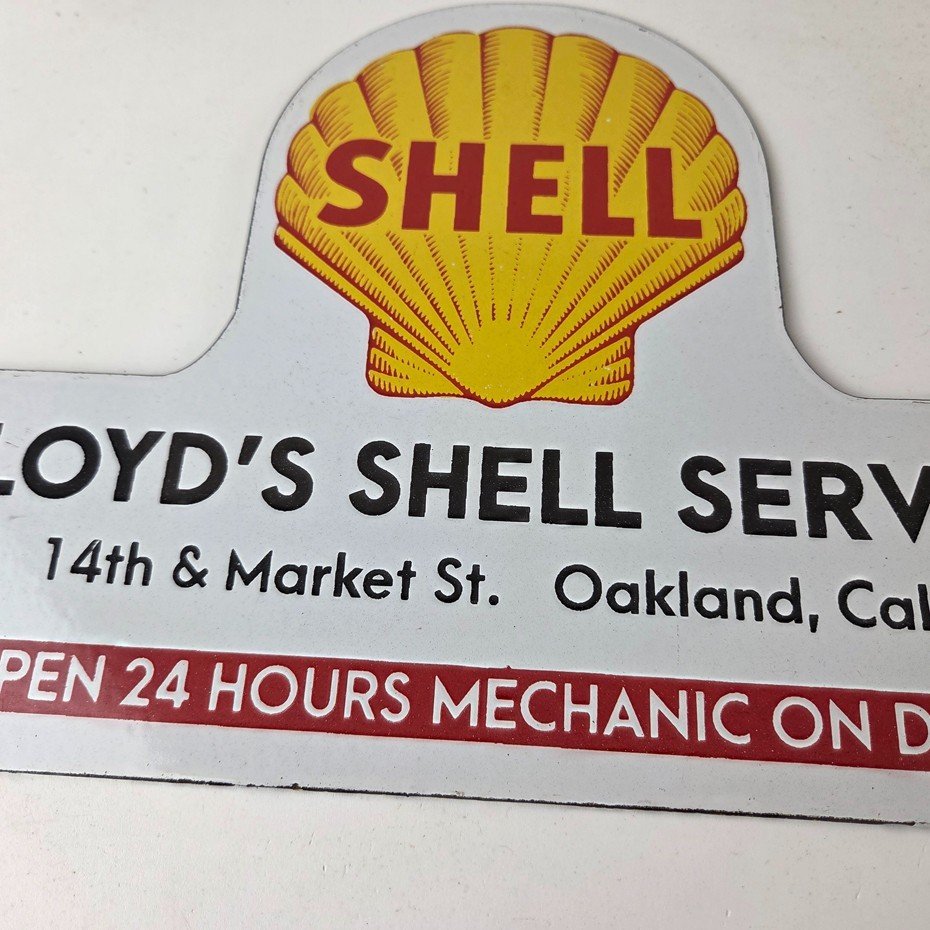 SHELL
LOYD'S SHELL SERV
14th & Market St. Oakland, Cal
PEN 24 HOURS MECHANIC ON D